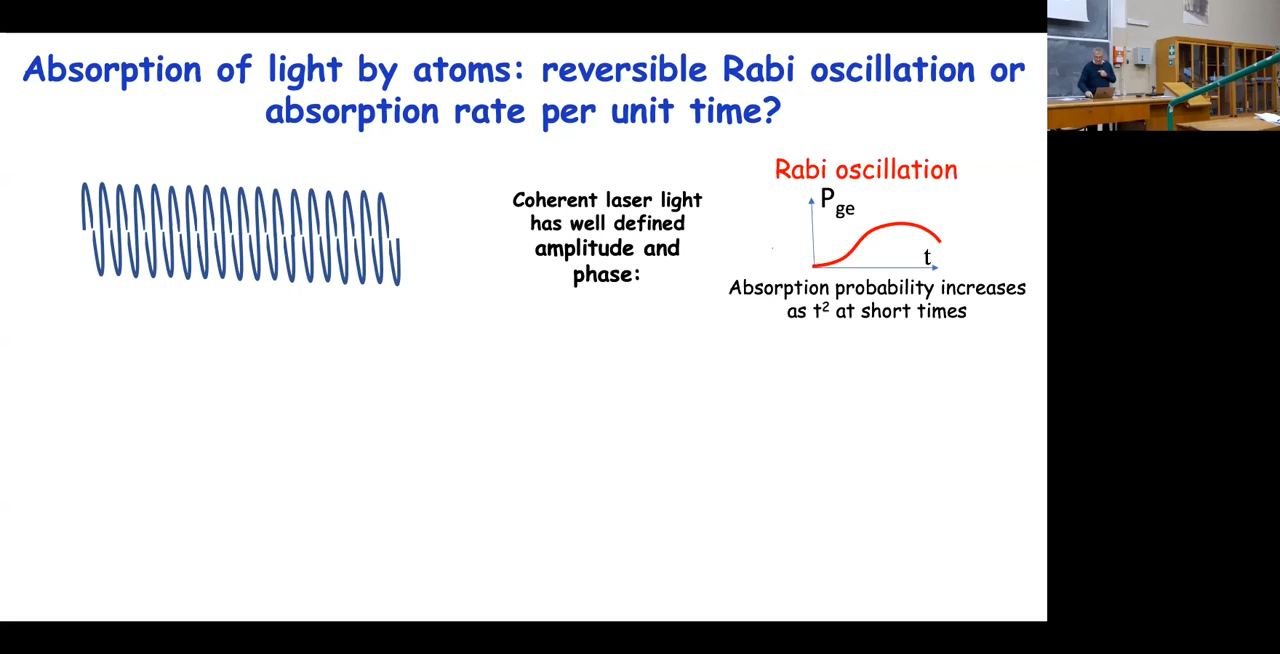 Absorption of light by atoms: reversible Rabi oscillation or
absorption rate per unit time?
Coherent laser light
has well defined
amplitude and
phase:
Rabi oscillation
P_ge
t
Absorption probability increases
as t² at short times